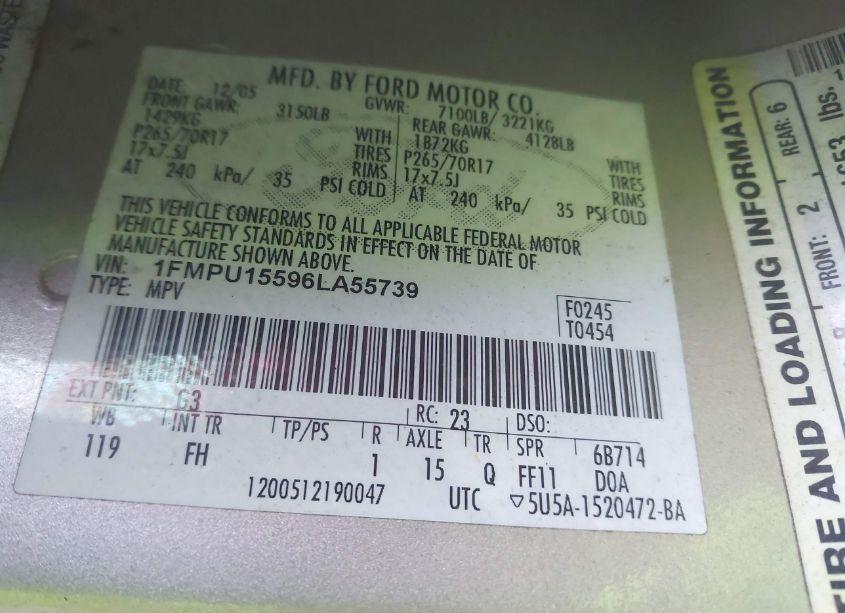 MFD. BY FORD MOTOR CO.
DATE: 12/05 GVWR: 7100LB/ 3221KG
FRONT GAWR: 3150LB REAR GAWR: 4128LB
1429KG WITH 1872KG WITH
P265/70R17 TIRES P265/70R17 TIRES
17x7.5J RIMS 17x7.5J RIMS
AT 240 kPa/ 35 PSI COLD AT 240 kPa/ 35 PSI COLD
THIS VEHICLE CONFORMS TO ALL APPLICABLE FEDERAL MOTOR
VEHICLE SAFETY STANDARDS IN EFFECT ON THE DATE OF
MANUFACTURE SHOWN ABOVE.
VIN: 1FMPU15596LA55739
TYPE: MPV
F0245
T0454
EXT PNT: G3 RC: 23 DSO:
WB INT TR TP/PS R AXLE TR SPR 6B714
119 FH 1 15 Q FF11 DOA
1200512190047 UTC ▽5U5A-1520472-BA
TIRE AND LOADING INFORMATION
FRONT: 2 REAR: 6
lbs.